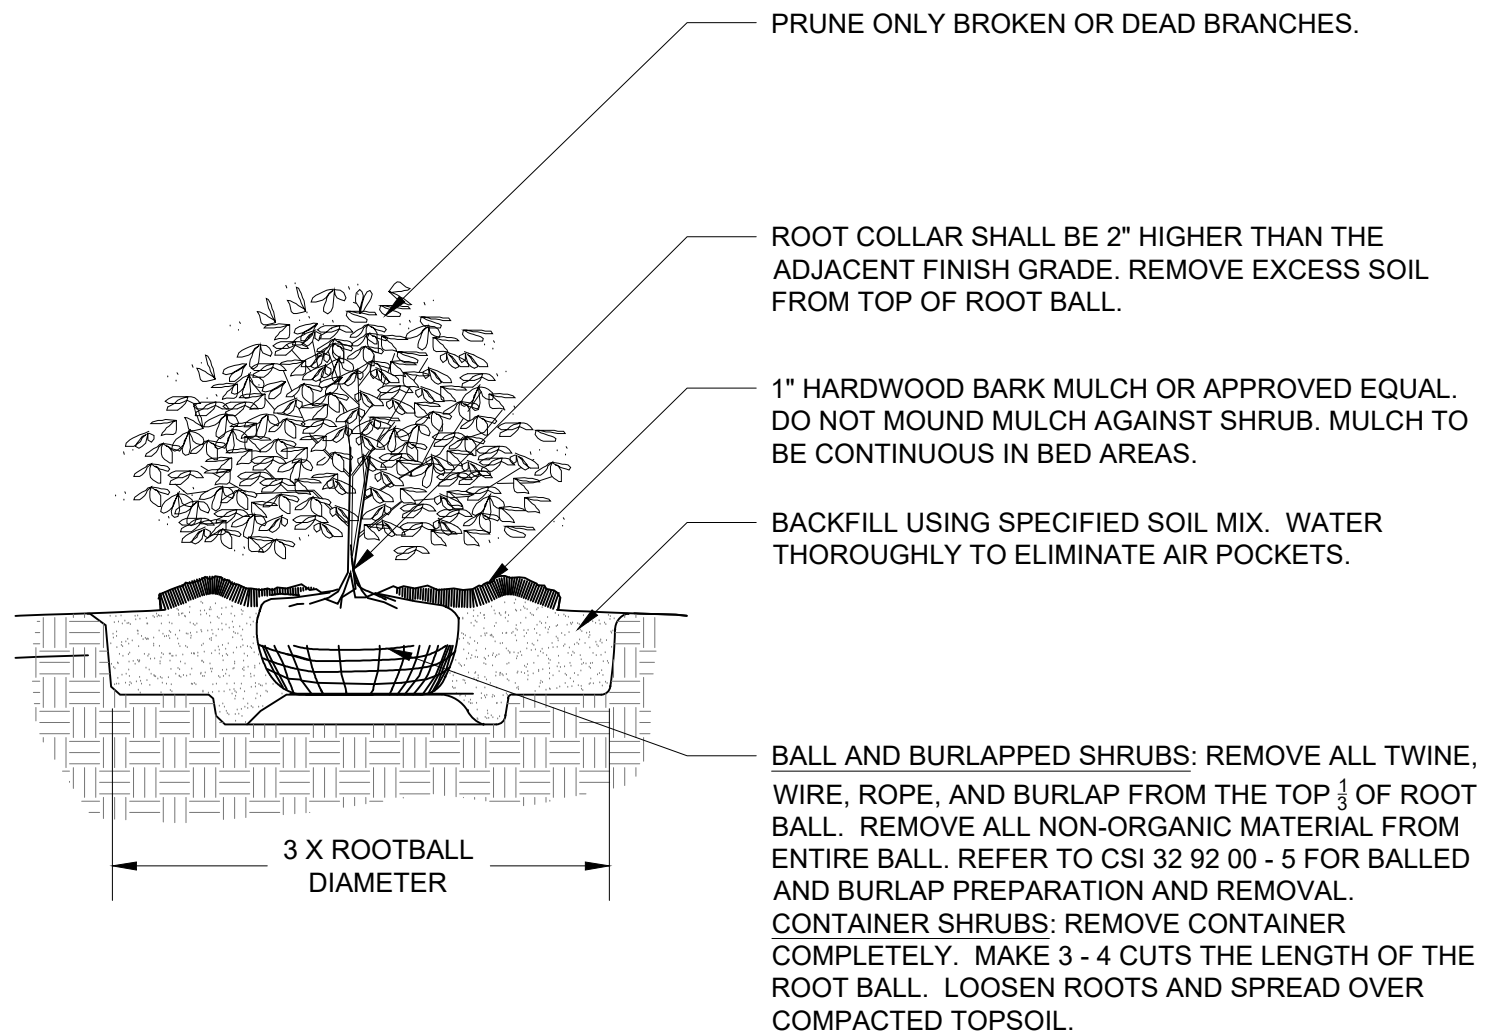 PRUNE ONLY BROKEN OR DEAD BRANCHES.
ROOT COLLAR SHALL BE 2" HIGHER THAN THE
ADJACENT FINISH GRADE. REMOVE EXCESS SOIL
FROM TOP OF ROOT BALL.
1" HARDWOOD BARK MULCH OR APPROVED EQUAL.
DO NOT MOUND MULCH AGAINST SHRUB. MULCH TO
BE CONTINUOUS IN BED AREAS.
BACKFILL USING SPECIFIED SOIL MIX. WATER
THOROUGHLY TO ELIMINATE AIR POCKETS.
BALL AND BURLAPPED SHRUBS: REMOVE ALL TWINE,
WIRE, ROPE, AND BURLAP FROM THE TOP 1/3 OF ROOT
BALL. REMOVE ALL NON-ORGANIC MATERIAL FROM
ENTIRE BALL. REFER TO CSI 32 92 00 - 5 FOR BALLED
AND BURLAP PREPARATION AND REMOVAL.
CONTAINER SHRUBS: REMOVE CONTAINER
COMPLETELY. MAKE 3 - 4 CUTS THE LENGTH OF THE
ROOT BALL. LOOSEN ROOTS AND SPREAD OVER
COMPACTED TOPSOIL.
3 X ROOTBALL
DIAMETER